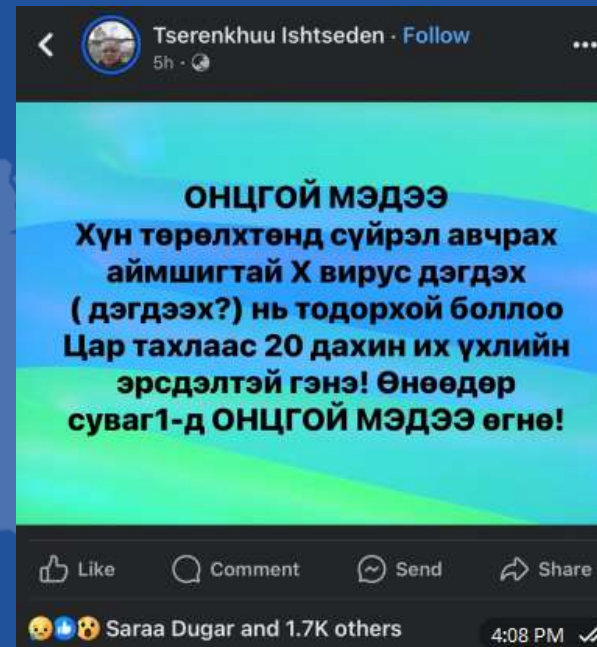 Tserenkhuu Ishtseden · Follow
5h ·
ОНЦГОЙ МЭДЭЭ
Хүн төрөлхтөнд сүйрэл авчрах
аймшигтай Х вирус дэгдэх
( дэгдээх?) нь тодорхой боллоо
Цар тахлаас 20 дахин их үхлийн
эрсдэлтэй гэнэ! Өнөөдөр
суваг1-д ОНЦГОЙ МЭДЭЭ өгнө!
Like Comment Send Share
Saraa Dugar and 1.7K others
4:08 PM